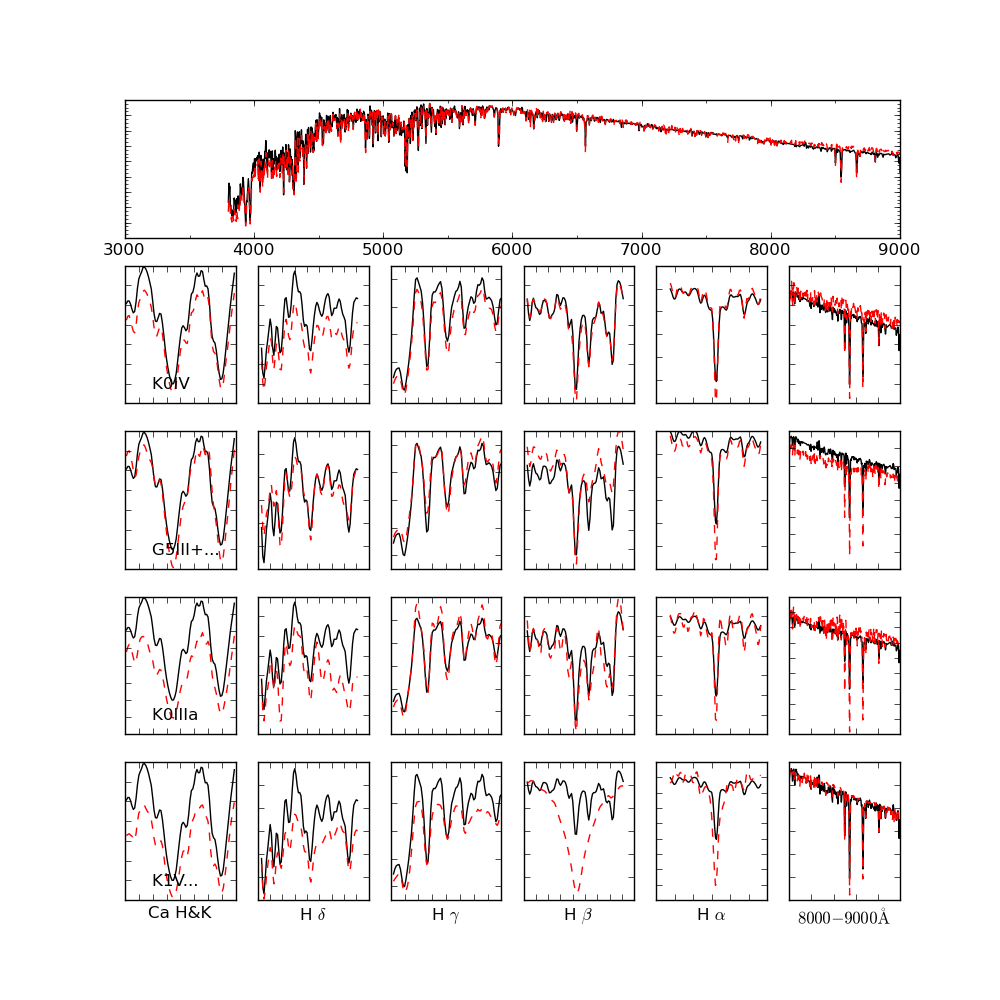 3000 4000 5000 6000 7000 8000 9000
K0IV
G5III+...
K0IIIa
K1V...
Ca H&K H δ H γ H β H α 8000−9000Å